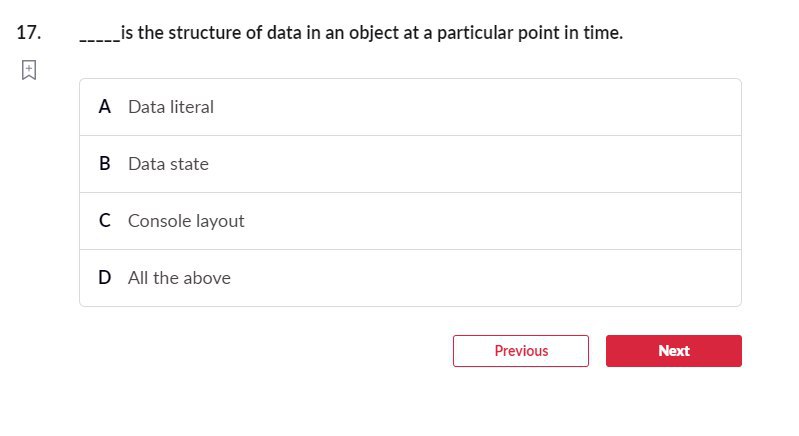 17. _____is the structure of data in an object at a particular point in time.
A Data literal
B Data state
C Console layout
D All the above
Previous Next